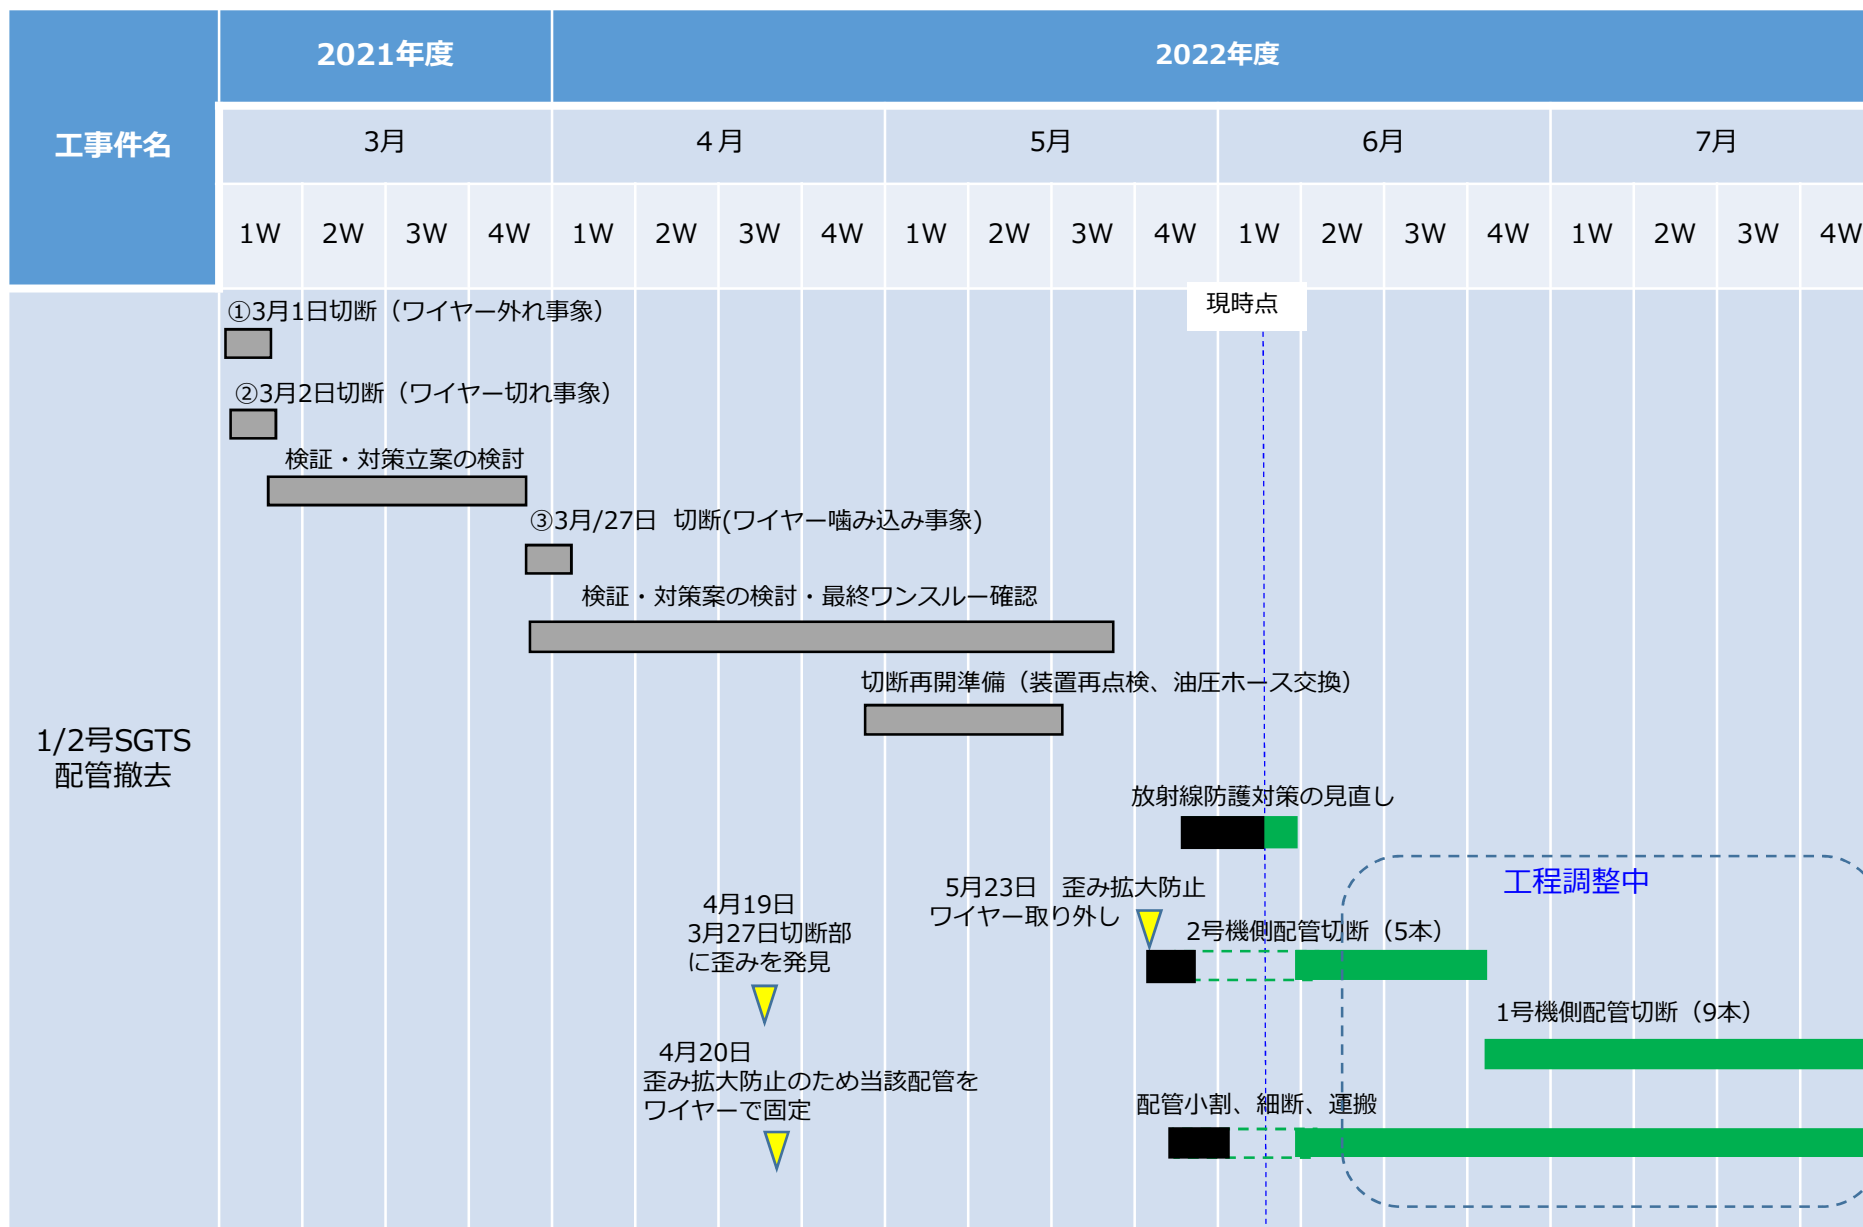 2021年度
2022年度
工事件名
3月
4月
5月
6月
7月
1W
2W
3W
4W
1W
2W
3W
4W
1W
2W
3W
4W
1W
2W
3W
4W
1W
2W
3W
4W
現時点
①3月1日切断（ワイヤー外れ事象）
②3月2日切断（ワイヤー切れ事象）
検証・対策立案の検討
③3月/27日 切断(ワイヤー噛み込み事象)
検証・対策案の検討・最終ワンスルー確認
切断再開準備（装置再点検、油圧ホース交換）
1/2号SGTS
配管撤去
放射線防護対策の見直し
工程調整中
5月23日　歪み拡大防止
ワイヤー取り外し
4月19日
3月27日切断部
に歪みを発見
2号機側配管切断（5本）
1号機側配管切断（9本）
4月20日
歪み拡大防止のため当該配管を
ワイヤーで固定
配管小割、細断、運搬